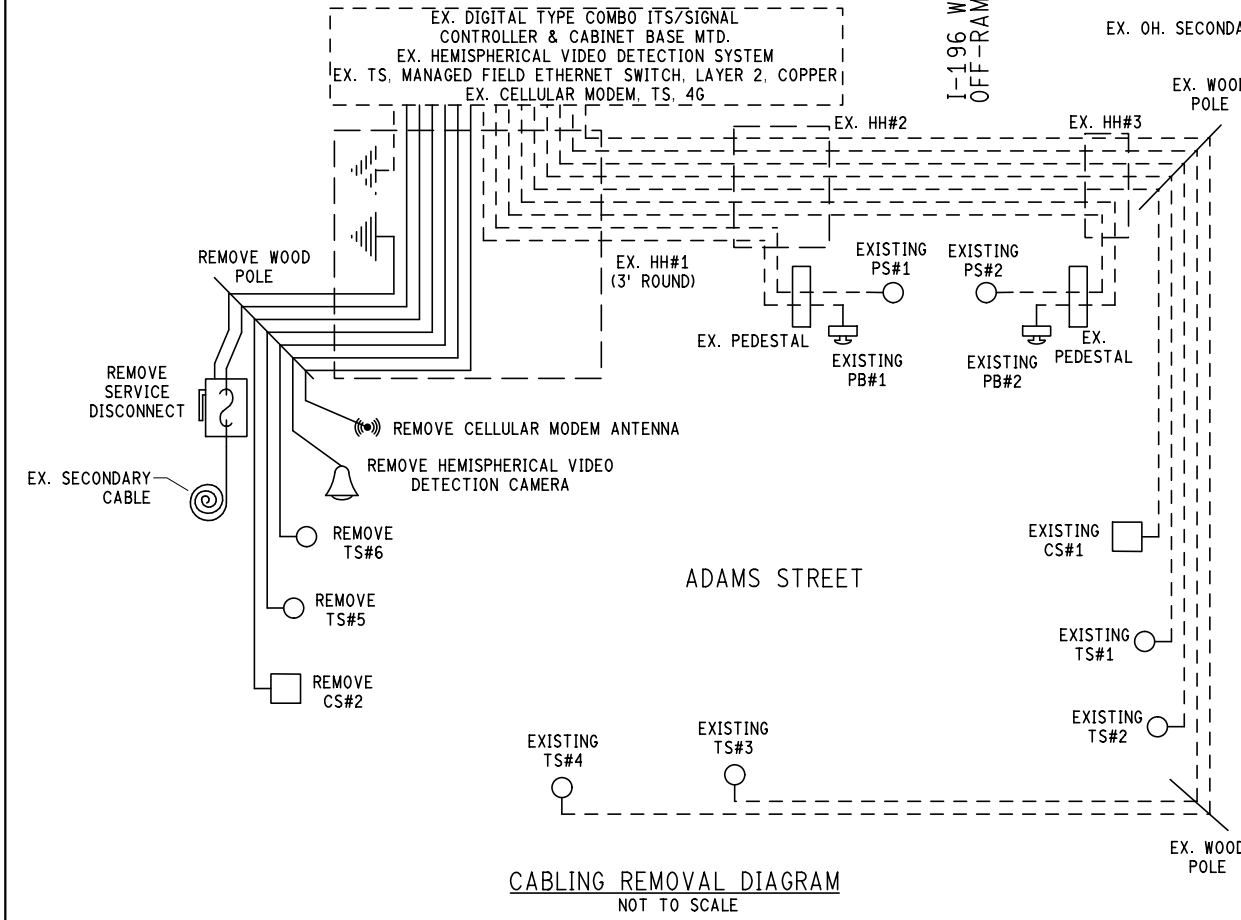 EX. DIGITAL TYPE COMBO ITS/SIGNAL
CONTROLLER & CABINET BASE MTD.
EX. HEMISPHERICAL VIDEO DETECTION SYSTEM
EX. TS, MANAGED FIELD ETHERNET SWITCH, LAYER 2, COPPER
EX. CELLULAR MODEM, TS, 4G
I-196 W
OFF-RAM
EX. OH. SECONDA
EX. WOOD
POLE
EX. HH#2
EX. HH#3
REMOVE WOOD
POLE
EX. HH#1
(3' ROUND)
EXISTING
PS#1
EXISTING
PS#2
EX. PEDESTAL
EXISTING
PB#1
EXISTING
PB#2
EX.
PEDESTAL
REMOVE
SERVICE
DISCONNECT
REMOVE CELLULAR MODEM ANTENNA
REMOVE HEMISPHERICAL VIDEO
DETECTION CAMERA
EX. SECONDARY
CABLE
REMOVE
TS#6
EXISTING
CS#1
ADAMS STREET
REMOVE
TS#5
EXISTING
TS#1
REMOVE
CS#2
EXISTING
TS#2
EXISTING
TS#3
EXISTING
TS#4
EX. WOOD
POLE
CABLING REMOVAL DIAGRAM
NOT TO SCALE